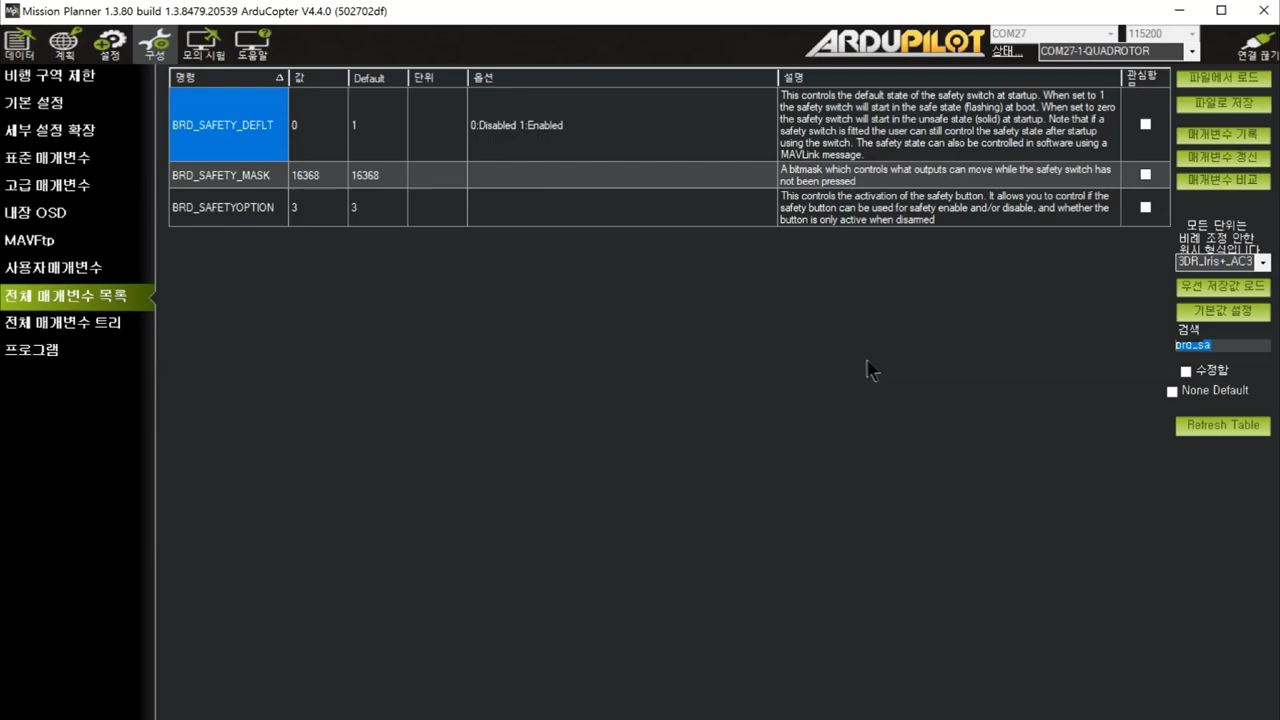 Mission Planner 1.3.80 build 1.3.8479.20539 ArduCopter V4.4.0 (502702df)
데이터 계획 설정 구성 모의 시험 도움말
ARDUPILOT
COM27 115200
상태... COM27-1-QUADROTOR
연결 끊기
비행 구역 제한
기본 설정
세부 설정 확장
표준 매개변수
고급 매개변수
내장 OSD
MAVFtp
사용자매개변수
전체 매개변수 목록
전체 매개변수 트리
프로그램
명령 값 Default 단위 옵션 설명 관심항
BRD_SAFETY_DEFLT 0 1 0:Disabled 1:Enabled
This controls the default state of the safety switch at startup. When set to 1
the safety switch will start in the safe state (flashing) at boot. When set to zero
the safety switch will start in the unsafe state (solid) at startup. Note that if a
safety switch is fitted the user can still control the safety state after startup
using the switch. The safety state can also be controlled in software using a
MAVLink message.
BRD_SAFETY_MASK 16368 16368
A bitmask which controls what outputs can move while the safety switch has
not been pressed
BRD_SAFETYOPTION 3 3
This controls the activation of the safety button. It allows you to control if the
safety button can be used for safety enable and/or disable, and whether the
button is only active when disarmed
파일에서 로드
파일로 저장
매개변수 기록
매개변수 갱신
매개변수 비교
모든 단위는
비례 조정 안한
원시 형식입니다.
3DR_Iris+_AC3
우선 저장값 로드
기본값 설정
검색
brd_sa
수정함
None Default
Refresh Table